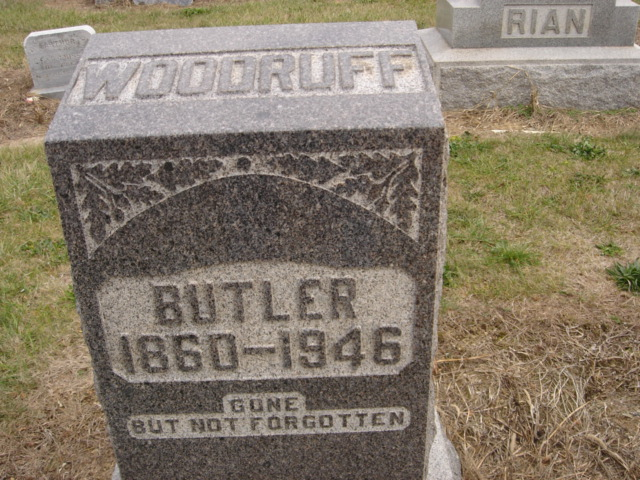 WOODRUFF
BUTLER
1860-1946
GONE
BUT NOT FORGOTTEN
RIAN